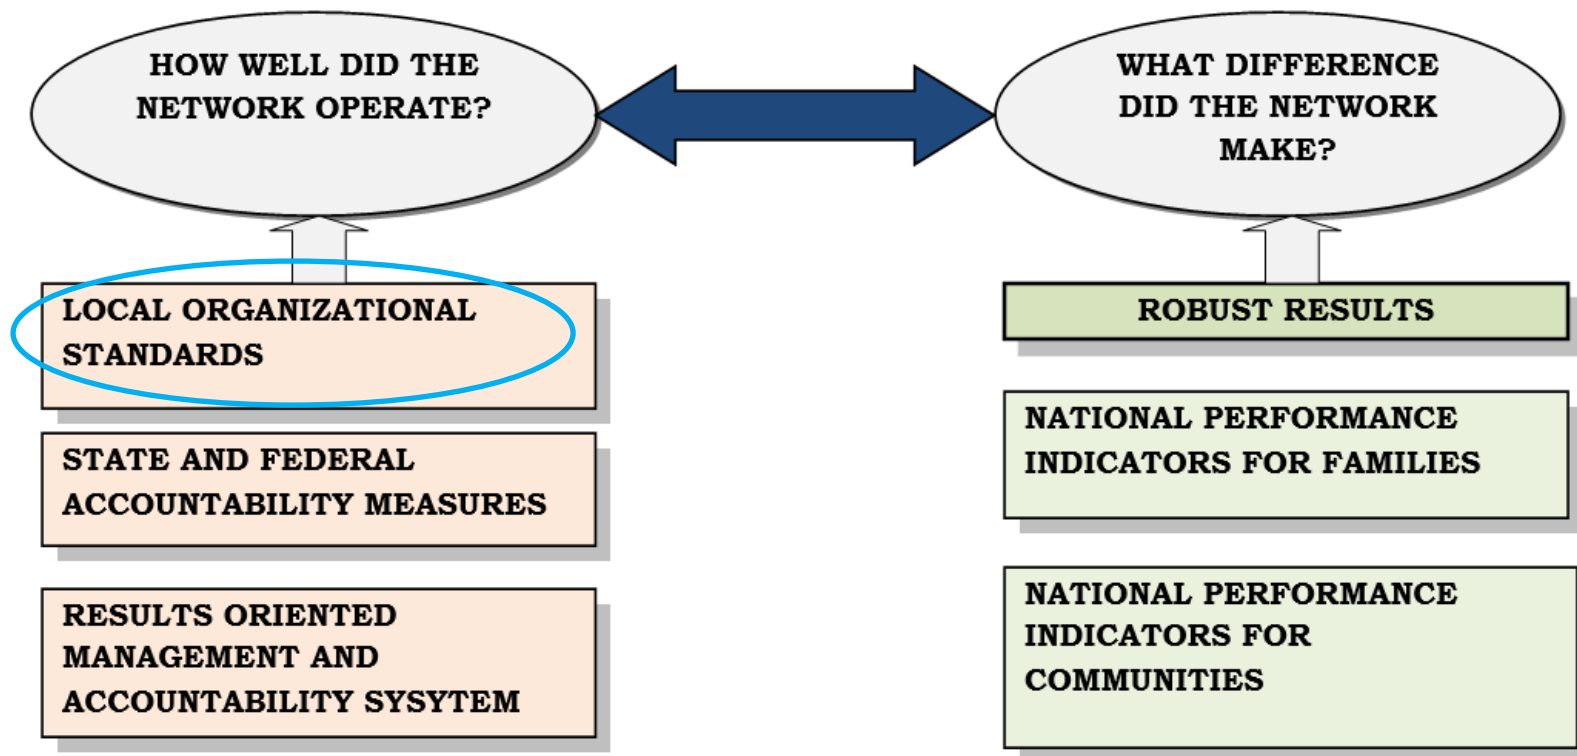 HOW WELL DID THE
NETWORK OPERATE?
WHAT DIFFERENCE
DID THE NETWORK
MAKE?
LOCAL ORGANIZATIONAL
STANDARDS
STATE AND FEDERAL
ACCOUNTABILITY MEASURES
RESULTS ORIENTED
MANAGEMENT AND
ACCOUNTABILITY SYSYTEM
ROBUST RESULTS
NATIONAL PERFORMANCE
INDICATORS FOR FAMILIES
NATIONAL PERFORMANCE
INDICATORS FOR
COMMUNITIES